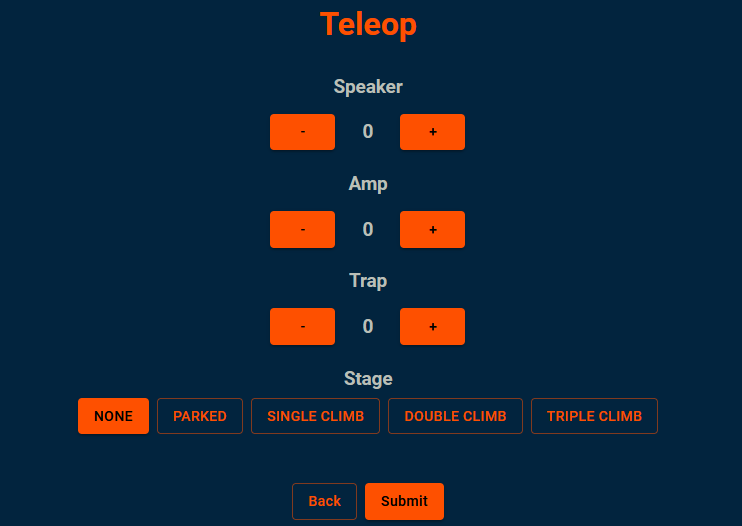 Teleop
Speaker
- 0 +
Amp
- 0 +
Trap
- 0 +
Stage
NONE PARKED SINGLE CLIMB DOUBLE CLIMB TRIPLE CLIMB
Back Submit